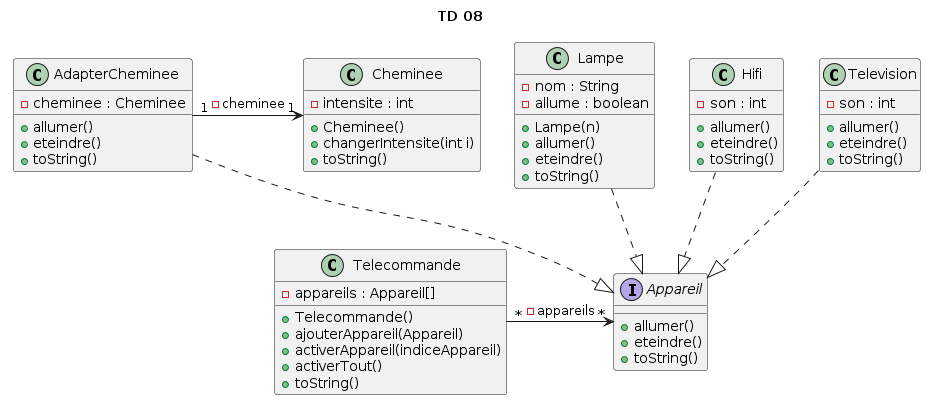 TD 08
C AdapterCheminee
cheminee : Cheminee
allumer()
eteindre()
toString()
1 cheminee 1
C Cheminee
intensite : int
Cheminee()
changerIntensite(int i)
toString()
C Lampe
nom : String
allume : boolean
Lampe(n)
allumer()
eteindre()
toString()
C Hifi
son : int
allumer()
eteindre()
toString()
C Television
son : int
allumer()
eteindre()
toString()
C Telecommande
appareils : Appareil[]
Telecommande()
ajouterAppareil(Appareil)
activerAppareil(indiceAppareil)
activerTout()
toString()
* appareils *
I Appareil
allumer()
eteindre()
toString()